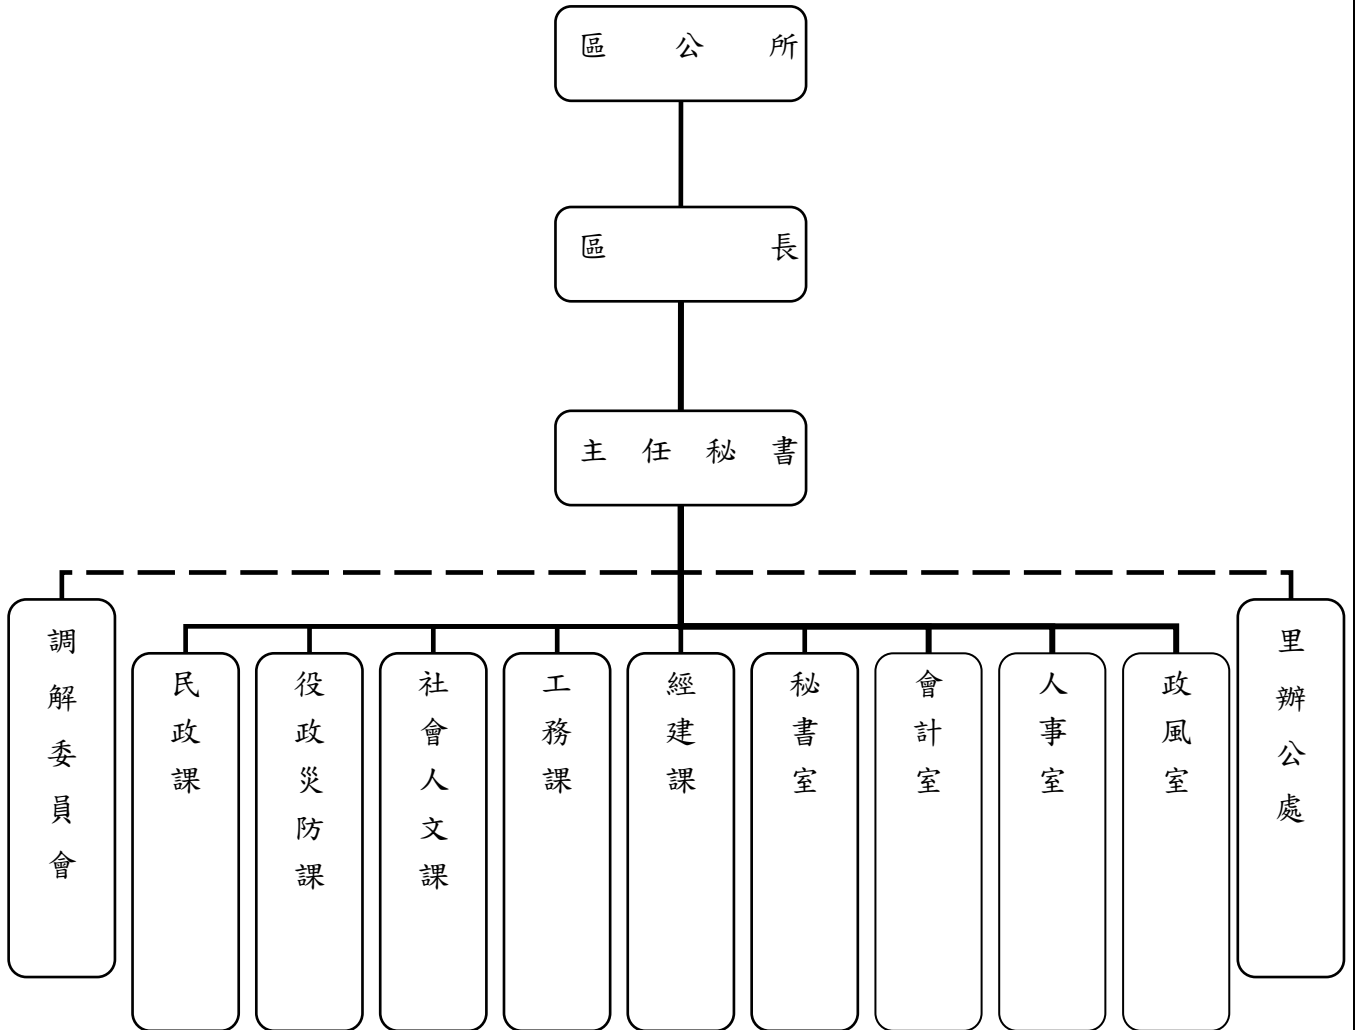 區公所
區長
主任秘書
調解委員會
民政課
役政災防課
社會人文課
工務課
經建課
秘書室
會計室
人事室
政風室
里辦公處